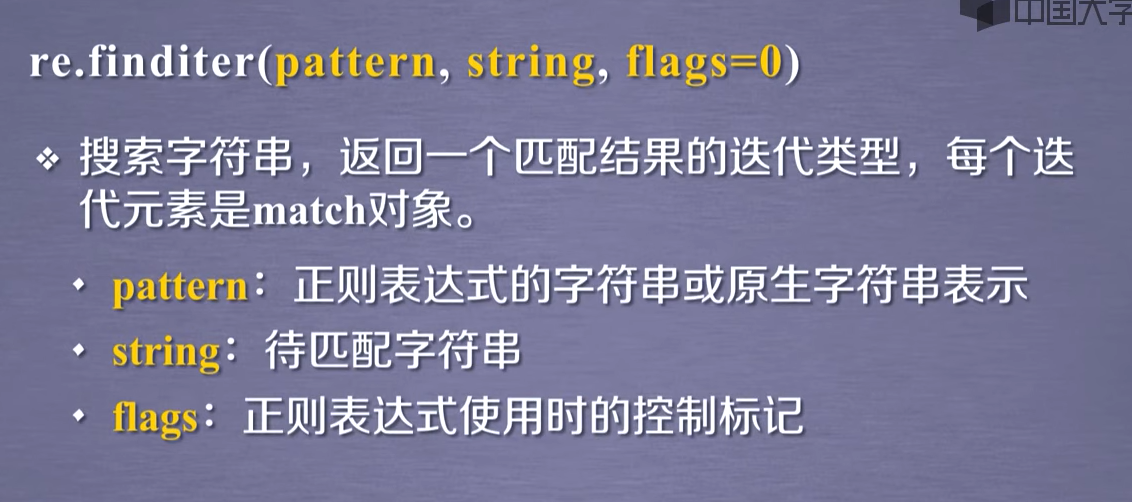 中国大学
re.finditer(pattern, string, flags=0)
❖ 搜索字符串，返回一个匹配结果的迭代类型，每个迭
代元素是match对象。
• pattern：正则表达式的字符串或原生字符串表示
• string：待匹配字符串
• flags：正则表达式使用时的控制标记